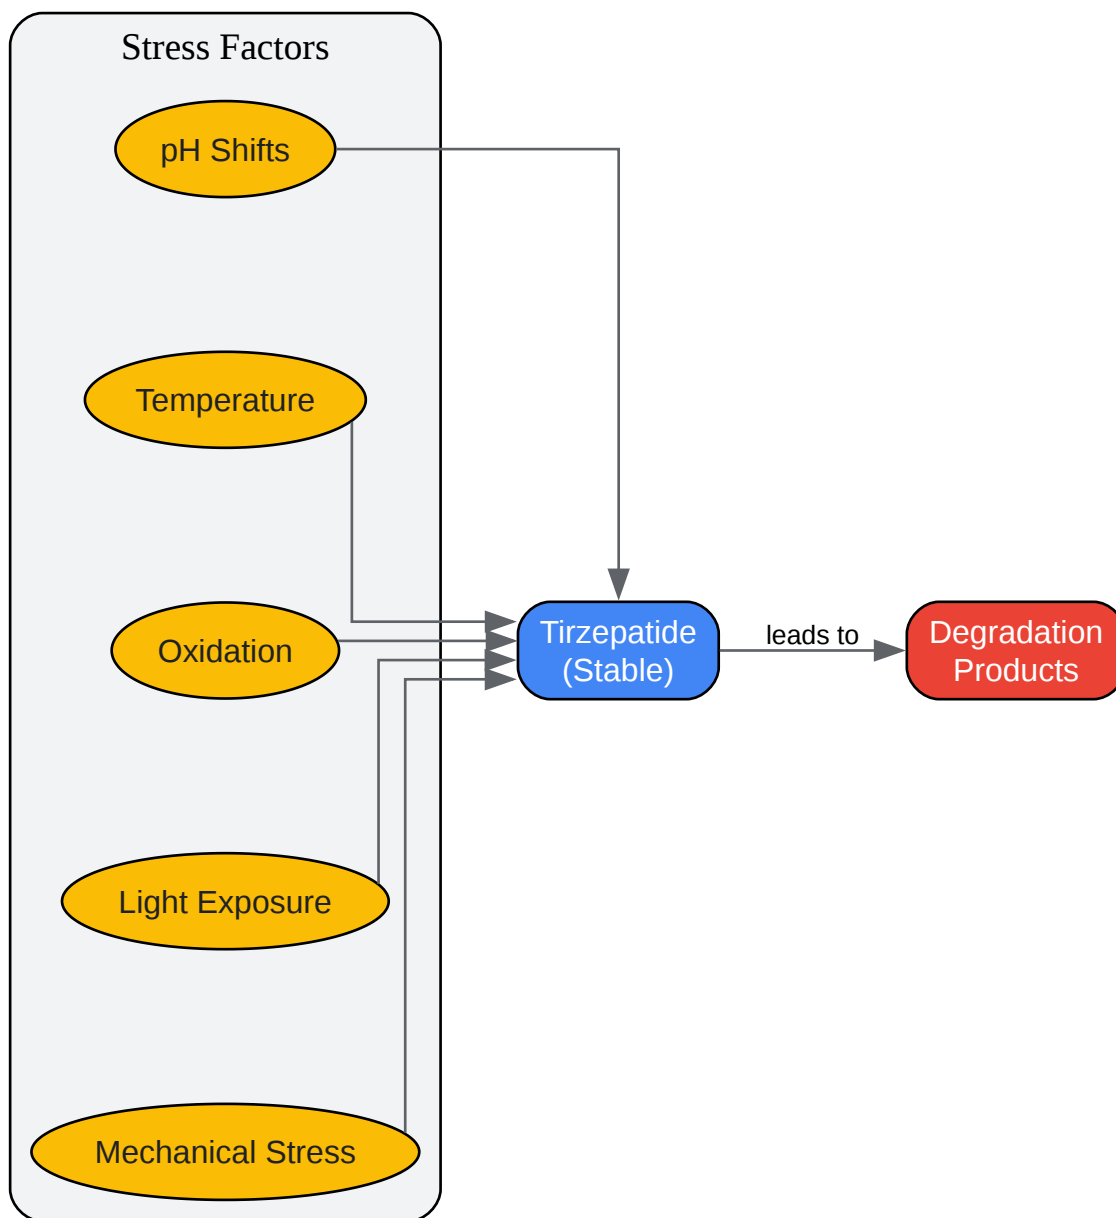 Stress Factors
pH Shifts
Temperature
Oxidation
Light Exposure
Mechanical Stress
Tirzepatide
(Stable)
leads to
Degradation
Products